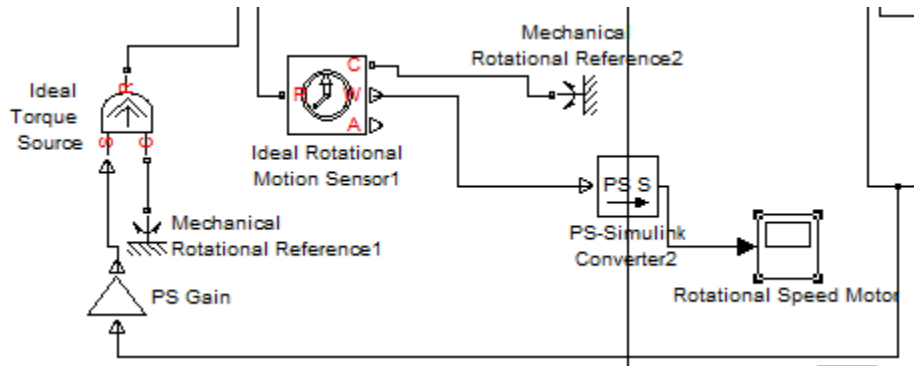 Mechanical
Rotational Reference2
Ideal
Torque
Source
R
S
C
R
C
W
A
Ideal Rotational
Motion Sensor1
PS S
PS-Simulink
Converter2
Mechanical
Rotational Reference1
PS Gain
Rotational Speed Motor